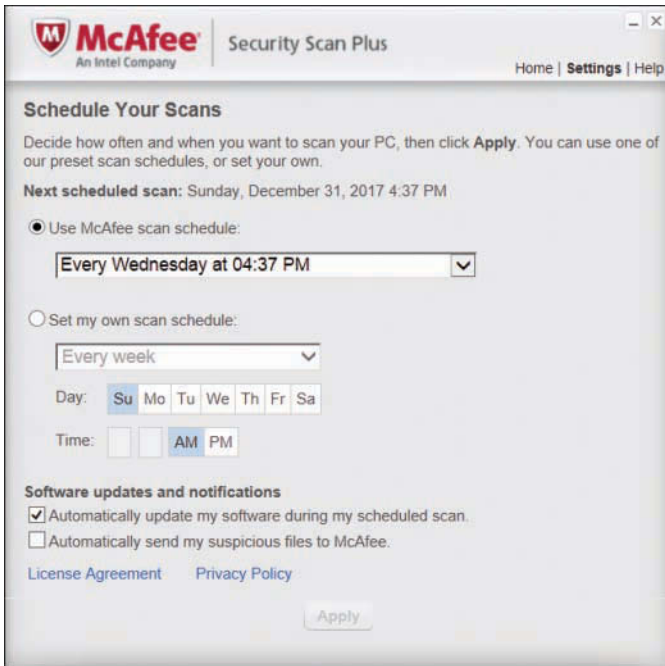 McAfee
An Intel Company
Security Scan Plus
Home | Settings | Help
Schedule Your Scans
Decide how often and when you want to scan your PC, then click Apply. You can use one of
our preset scan schedules, or set your own.
Next scheduled scan: Sunday, December 31, 2017 4:37 PM
Use McAfee scan schedule:
Every Wednesday at 04:37 PM
Set my own scan schedule:
Every week
Day: Su Mo Tu We Th Fr Sa
Time: AM PM
Software updates and notifications
Automatically update my software during my scheduled scan.
Automatically send my suspicious files to McAfee.
License Agreement Privacy Policy
Apply